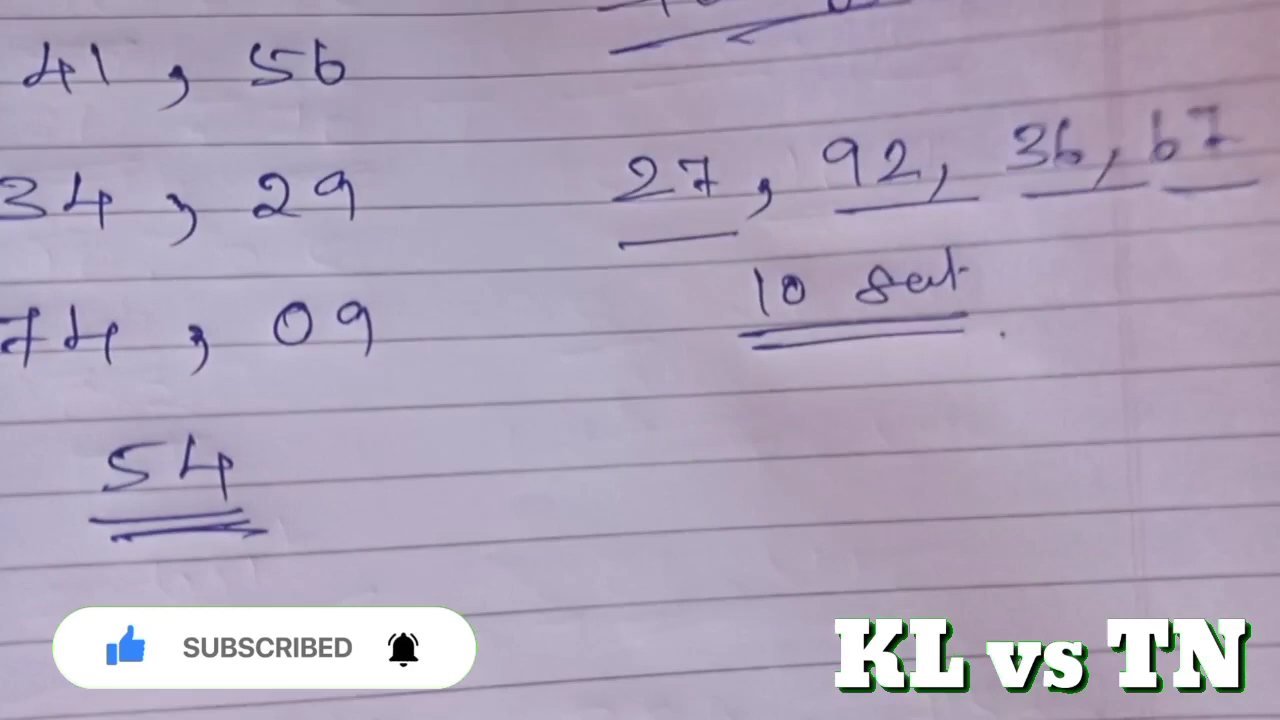 41 , 56
34 , 29
74 , 09
54
27 , 92, 36, 67
10 Set
SUBSCRIBED
KL vs TN